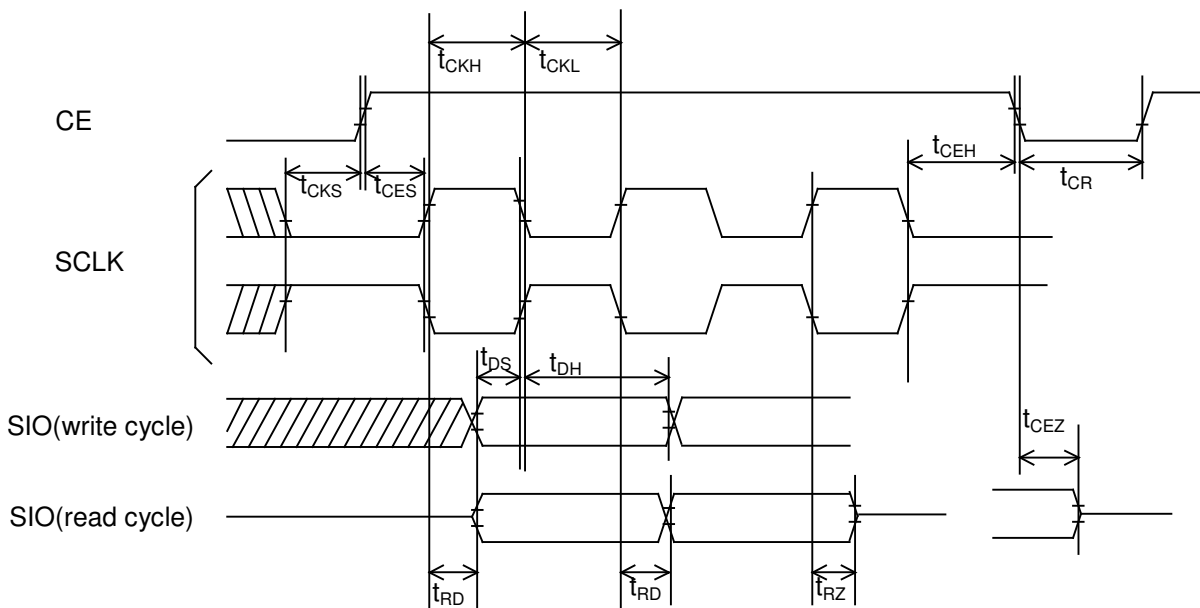 tCKH tCKL
CE
tCEH
tCKS tCES tCR
SCLK
tDS tDH
SIO(write cycle)
tCEZ
SIO(read cycle)
tRD tRD tRZ